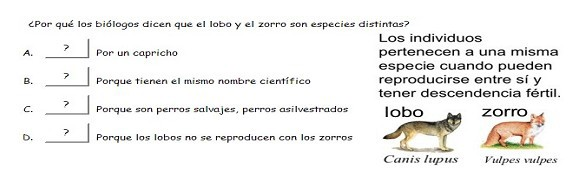 ¿Por qué los biólogos dicen que el lobo y el zorro son especies distintas?
A. ? Por un capricho
B. ? Porque tienen el mismo nombre científico
C. ? Porque son perros salvajes, perros asilvestrados
D. ? Porque los lobos no se reproducen con los zorros
Los individuos
pertenecen a una misma
especie cuando pueden
reproducirse entre sí y
tener descendencia fértil.
lobo zorro
Canis lupus Vulpes vulpes